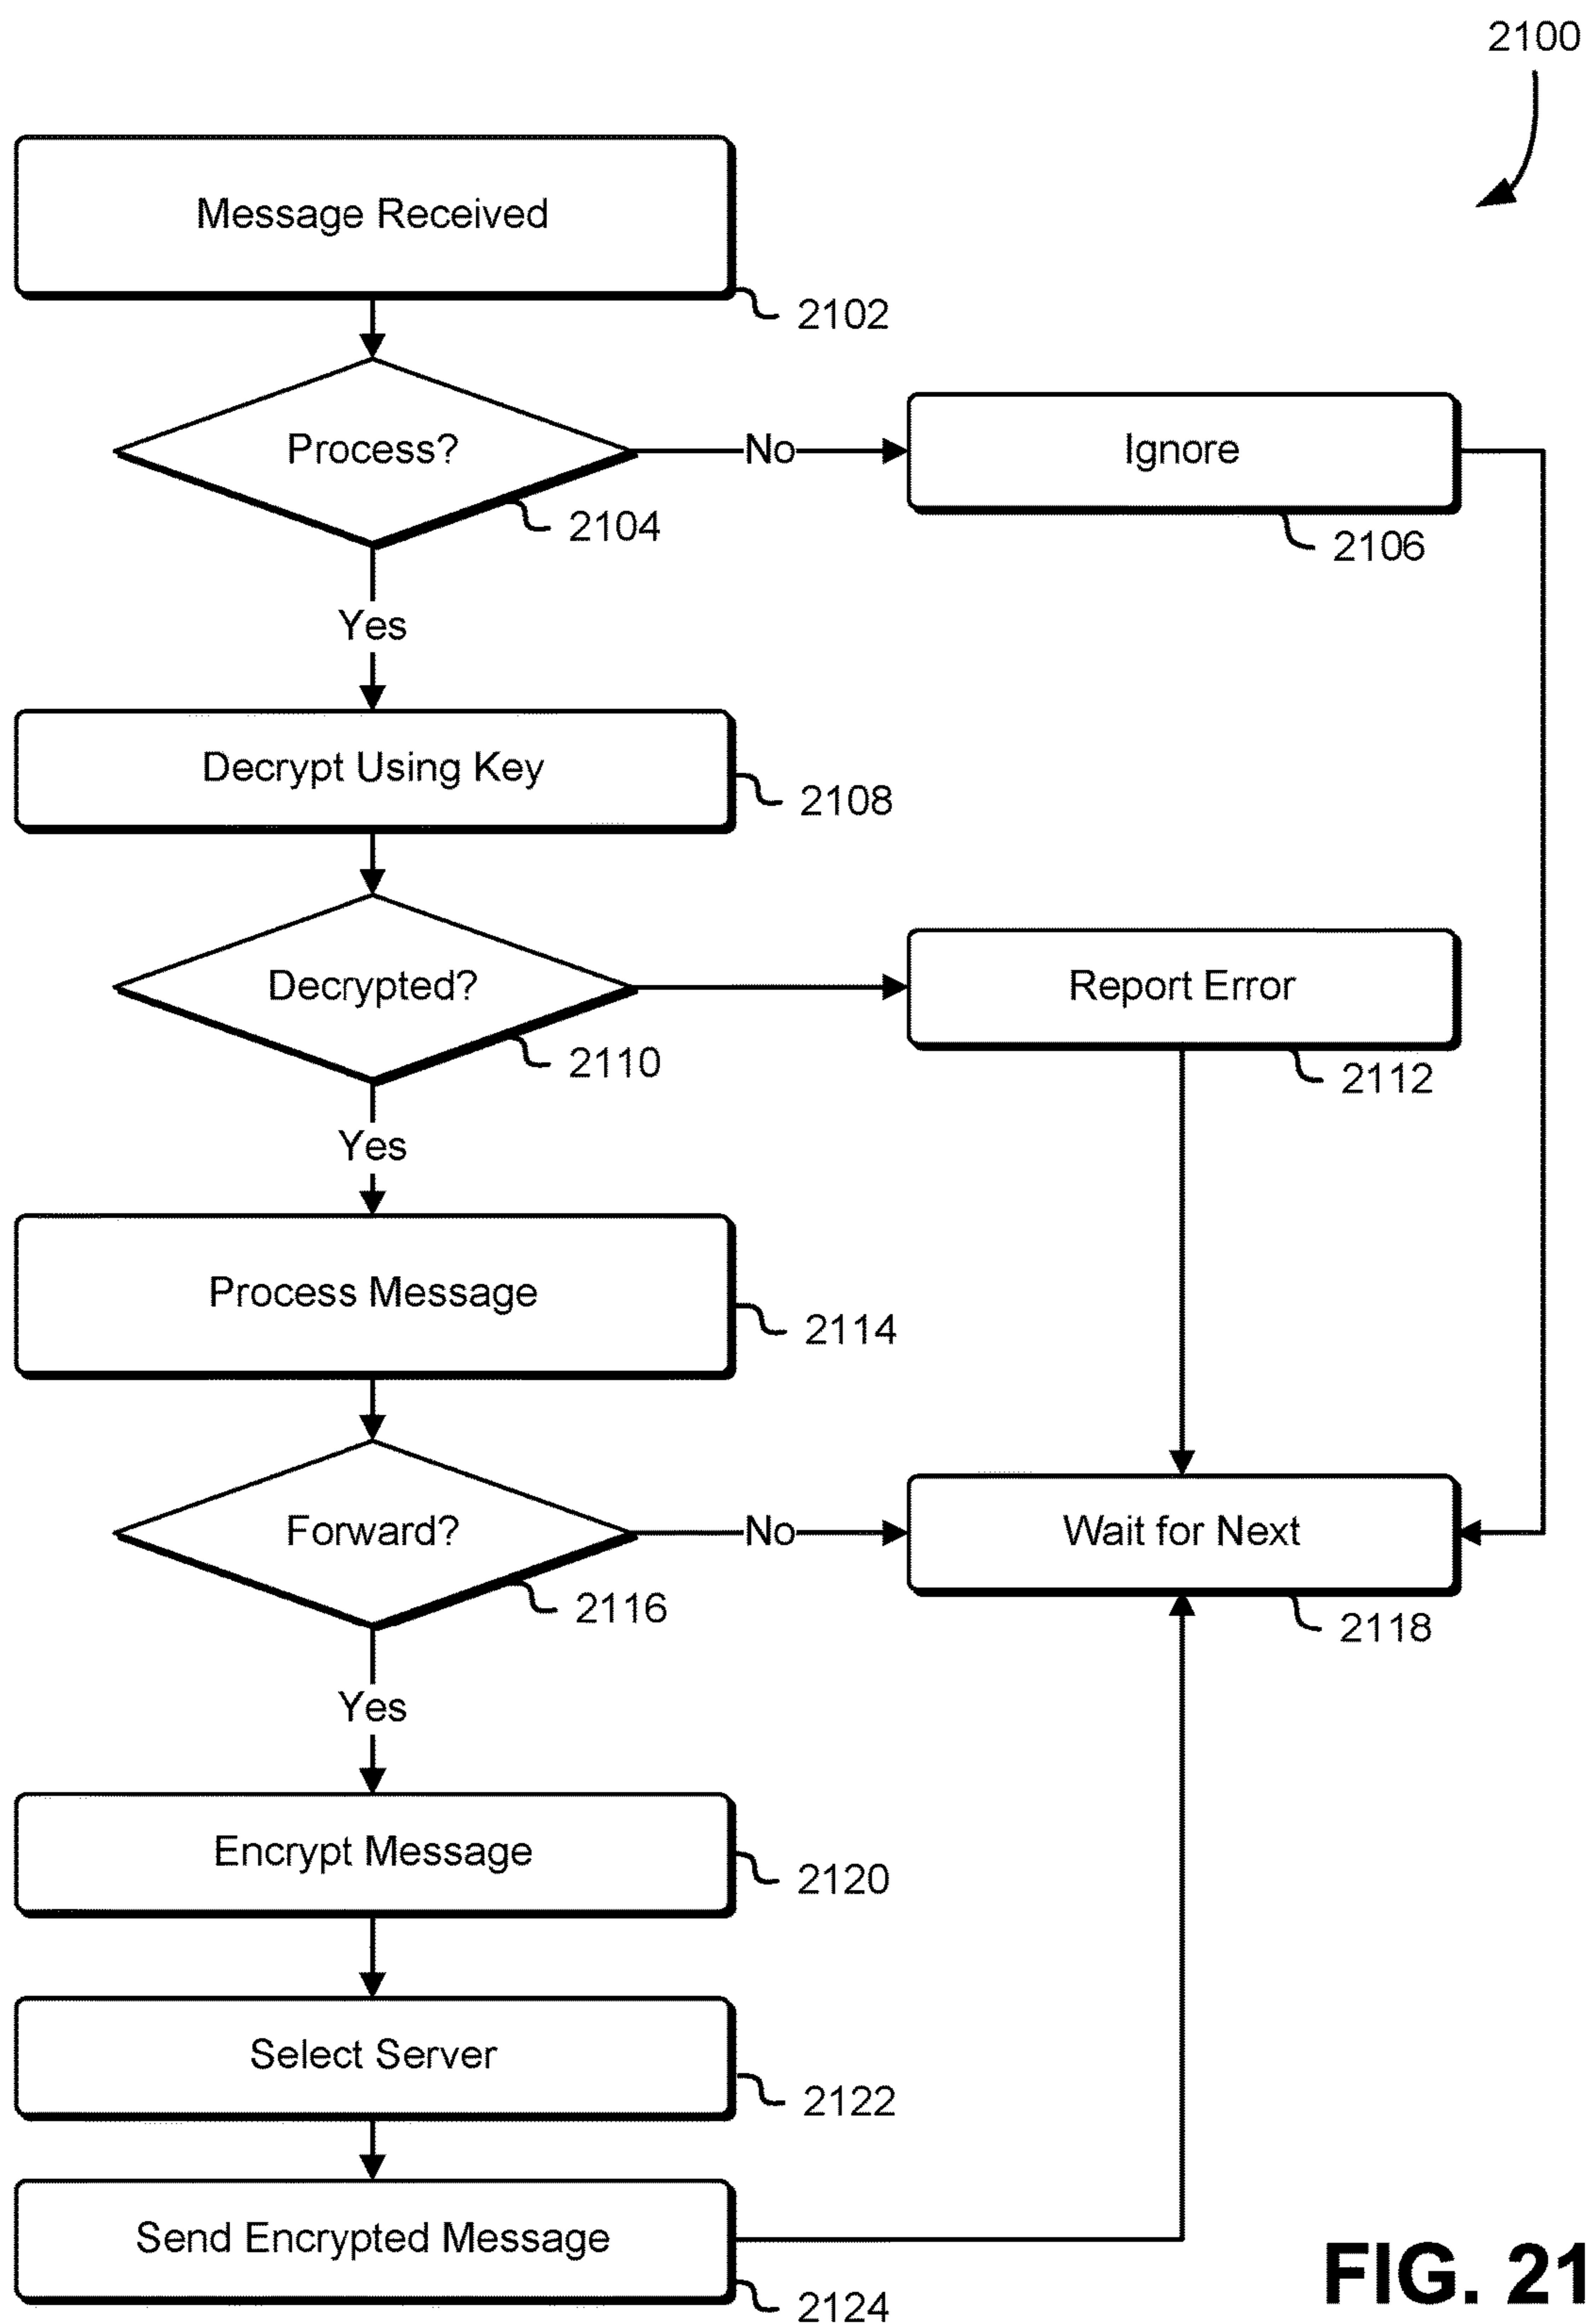 2100
Message Received
2102
Process?
No
Ignore
2104
2106
Yes
Decrypt Using Key
2108
Decrypted?
Report Error
2110
2112
Yes
Process Message
2114
Forward?
No
Wait for Next
2116
2118
Yes
Encrypt Message
2120
Select Server
2122
Send Encrypted Message
2124
FIG. 21